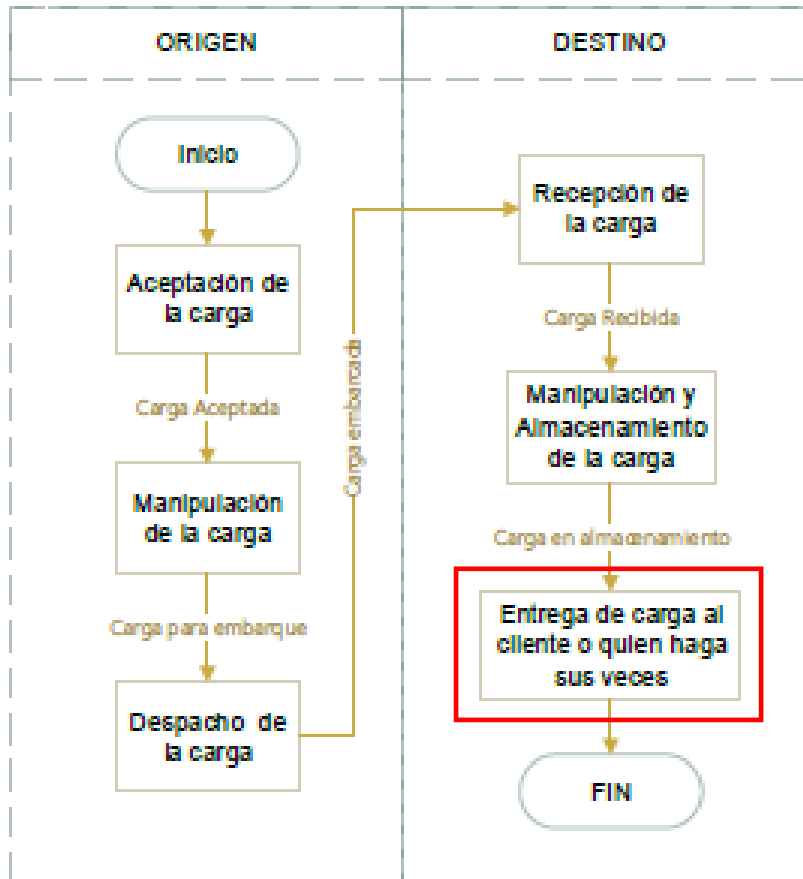 ORIGEN
Inicio
Aceptación de
la carga
Carga Aceptada
Manipulación
de la carga
Carga para embarque
Despacho de
la carga
Carga embarcada
DESTINO
Recepción de
la carga
Carga Recibida
Manipulación y
Almacenamiento
de la carga
Carga en almacenamiento
Entrega de carga al
cliente o quien haga
sus veces
FIN